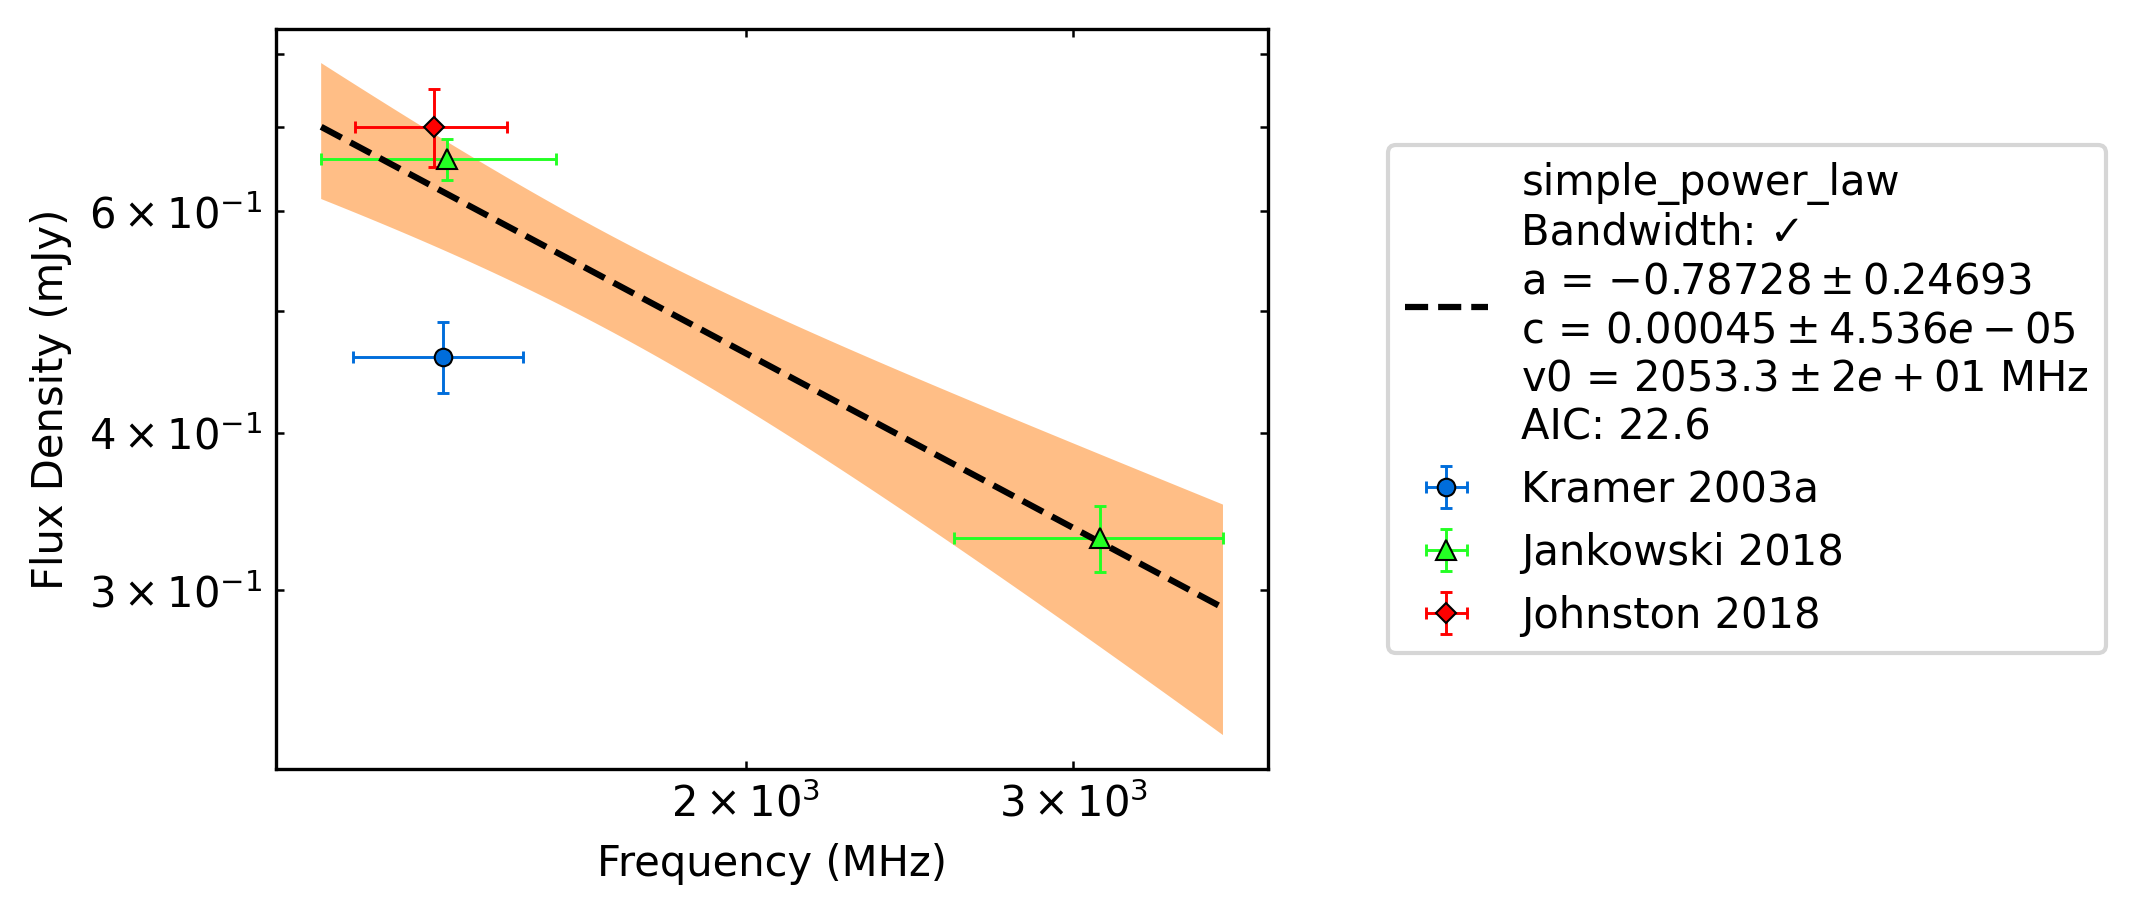 Flux Density (mJy)
6 × 10⁻¹
4 × 10⁻¹
3 × 10⁻¹
2 × 10³
3 × 10³
Frequency (MHz)
simple_power_law
Bandwidth: ✓
a = −0.78728 ± 0.24693
c = 0.00045 ± 4.536e − 05
v0 = 2053.3 ± 2e + 01 MHz
AIC: 22.6
Kramer 2003a
Jankowski 2018
Johnston 2018